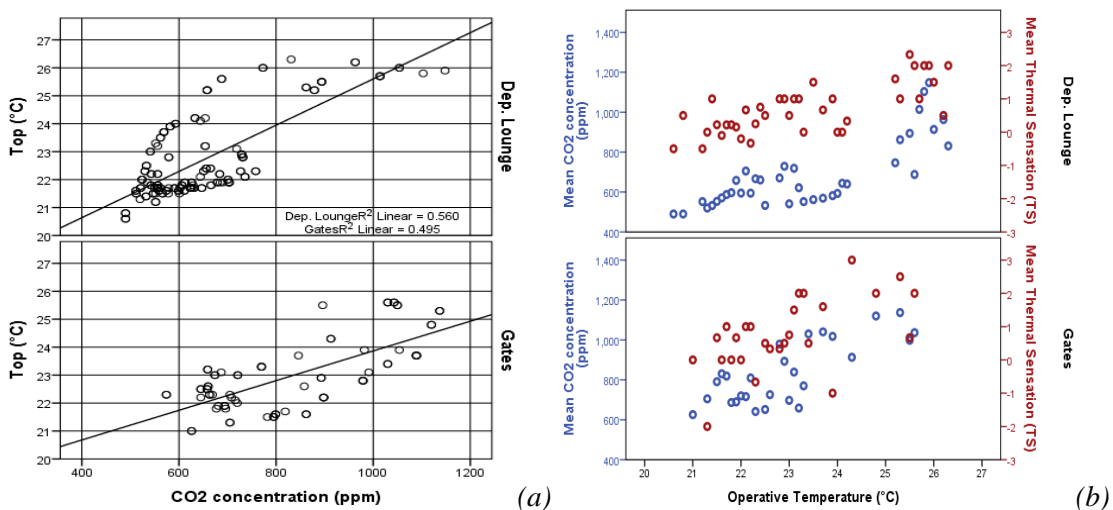 27
26
25
24
23
22
21
20
Top (°C)
Dep. Lounge
Dep. LoungeR² Linear = 0.560
GatesR² Linear = 0.495
27
26
25
24
23
22
21
20
Top (°C)
Gates
400 600 800 1000 1200
CO2 concentration (ppm)
(a)
1,400
1,200
1,000
800
600
400
Mean CO2 concentration
(ppm)
3
2
1
0
-1
-2
-3
Mean Thermal Sensation (TS)
Dep. Lounge
1,400
1,200
1,000
800
600
400
Mean CO2 concentration
(ppm)
3
2
1
0
-1
-2
-3
Mean Thermal Sensation (TS)
Gates
20 21 22 23 24 25 26 27
Operative Temperature (°C)
(b)